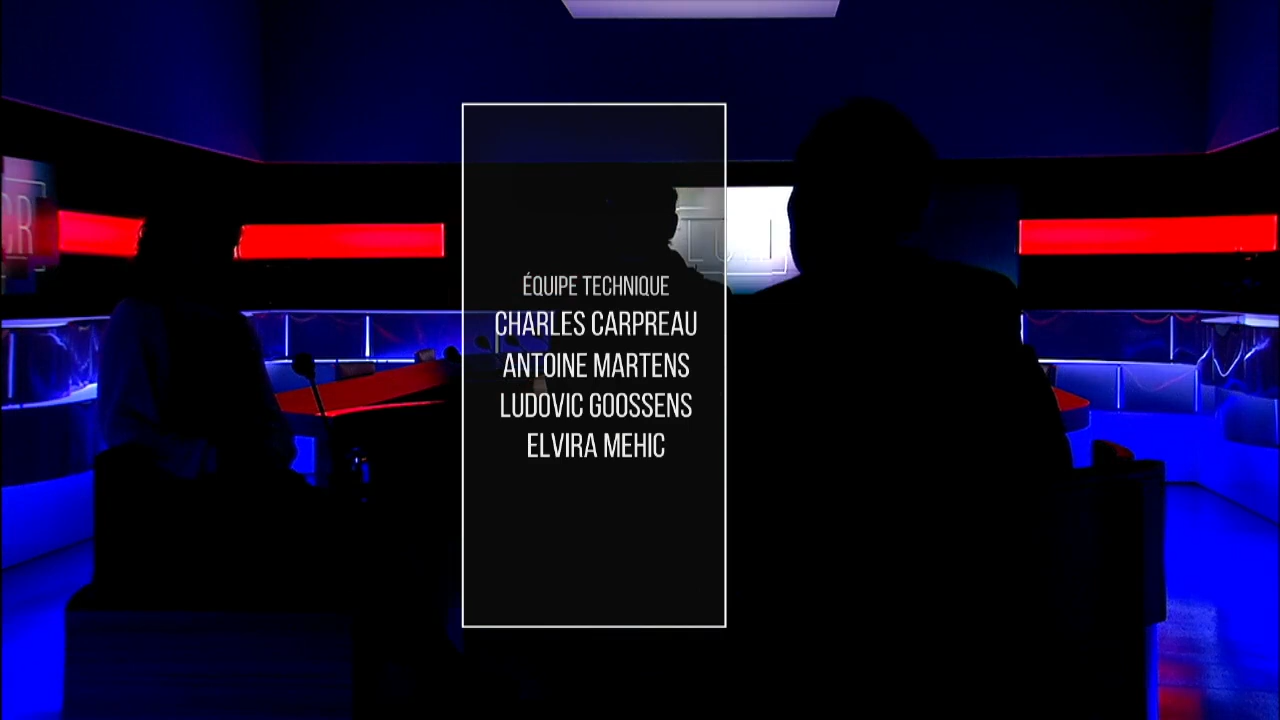 ÉQUIPE TECHNIQUE
CHARLES CARPREAU
ANTOINE MARTENS
LUDOVIC GOOSSENS
ELVIRA MEHIC